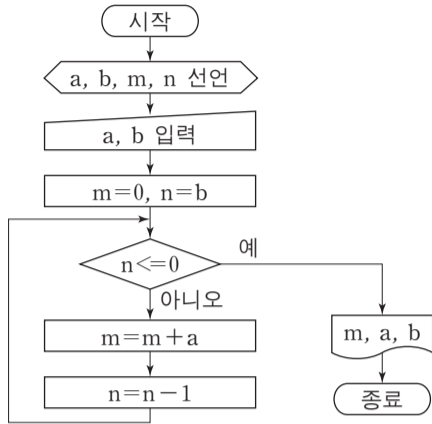 시작
a, b, m, n 선언
a, b 입력
m=0, n=b
n<=0
예
아니오
m=m+a
n=n-1
m, a, b
종료